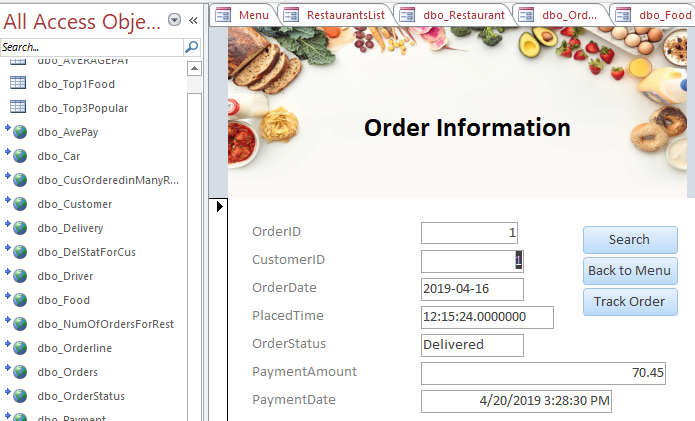 All Access Obje...
Search...
dbo_AVERAGEPAY
dbo_Top1Food
dbo_Top3Popular
dbo_AvePay
dbo_Car
dbo_CusOrderedinManyR...
dbo_Customer
dbo_Delivery
dbo_DelStatForCus
dbo_Driver
dbo_Food
dbo_NumOfOrdersForRest
dbo_Orderline
dbo_Orders
dbo_OrderStatus
dbo_Payment
Menu RestaurantsList dbo_Restaurant dbo_Ord... dbo_Food
Order Information
OrderID 1
CustomerID 1
OrderDate 2019-04-16
PlacedTime 12:15:24.0000000
OrderStatus Delivered
PaymentAmount 70.45
PaymentDate 4/20/2019 3:28:30 PM
Search
Back to Menu
Track Order